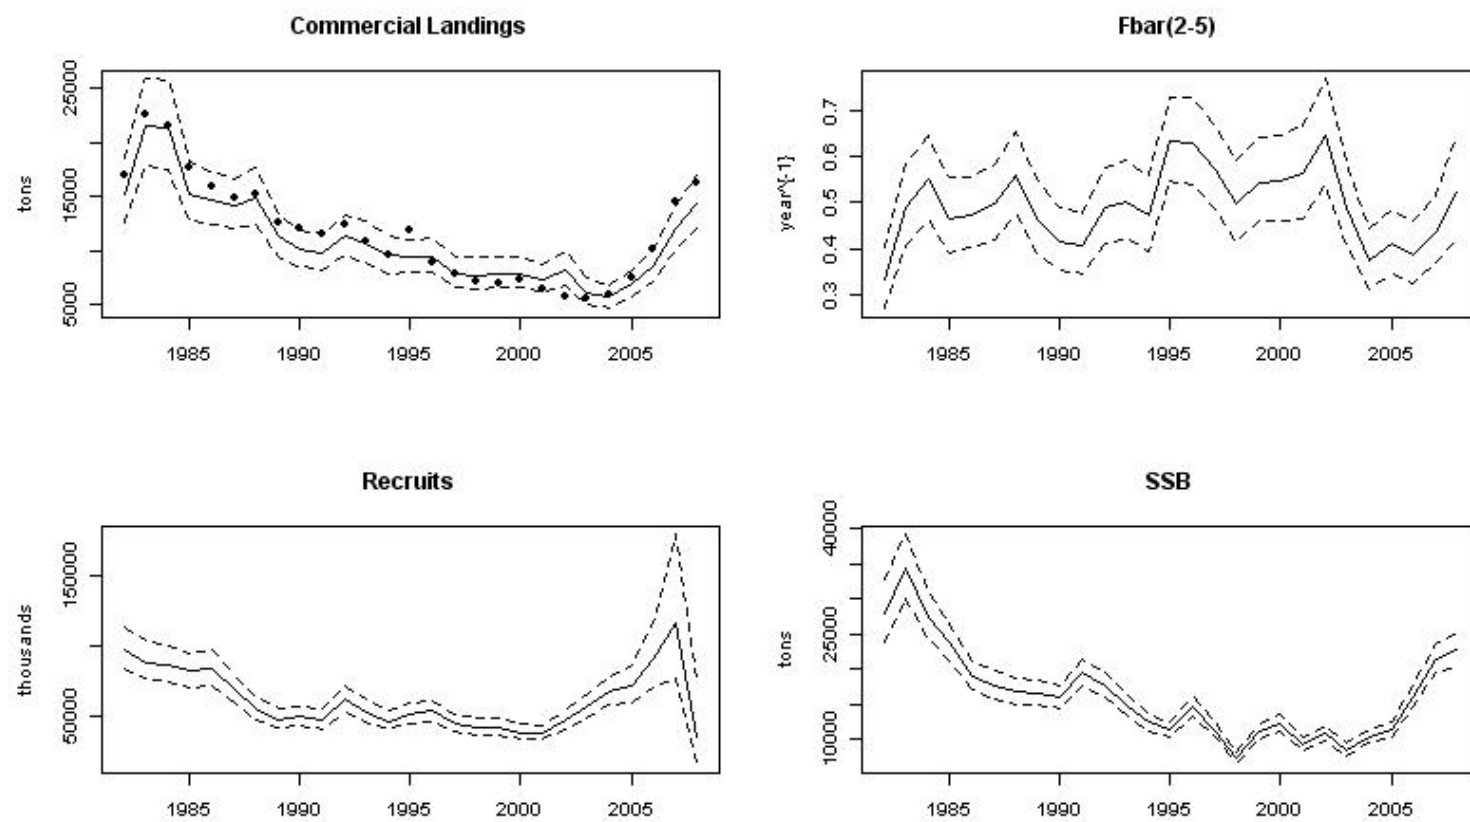 Commercial Landings
tons
25000
15000
5000
1985 1990 1995 2000 2005
Fbar(2-5)
year^{-1}
0.7
0.6
0.5
0.4
0.3
1985 1990 1995 2000 2005
Recruits
thousands
150000
50000
1985 1990 1995 2000 2005
SSB
tons
40000
25000
10000
1985 1990 1995 2000 2005